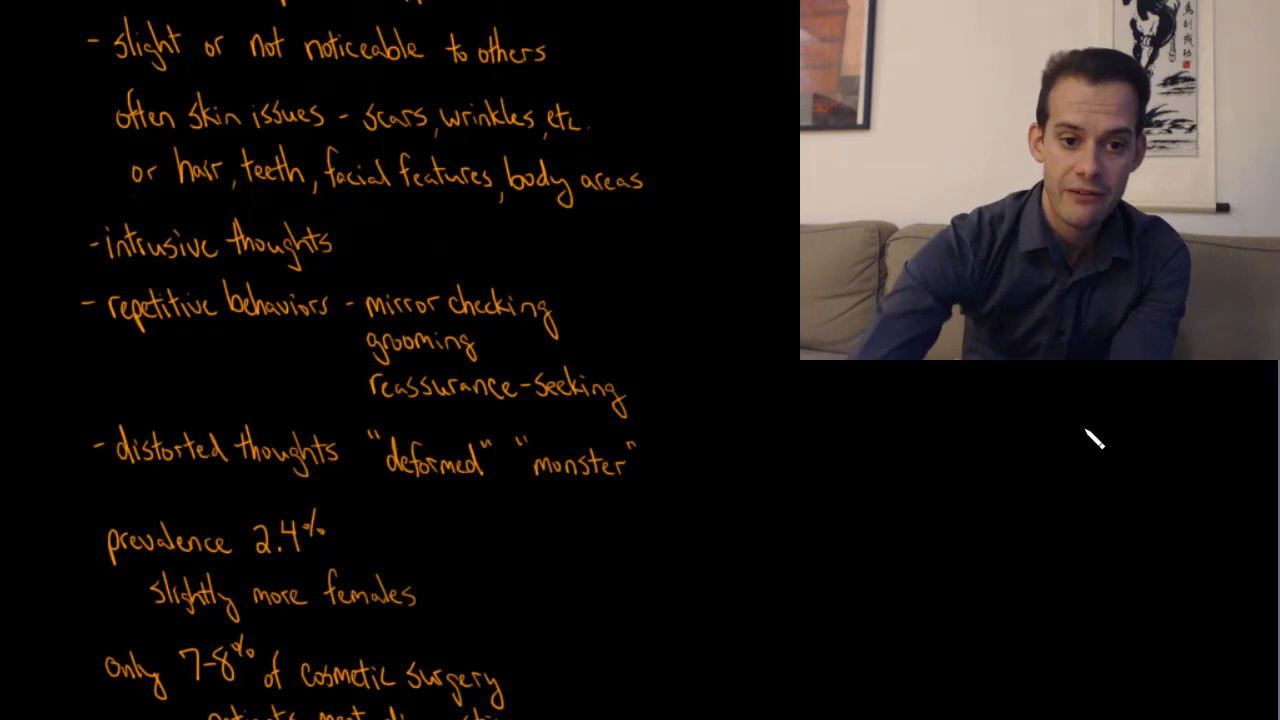 - slight or not noticeable to others
often skin issues - scars, wrinkles, etc.
or hair, teeth, facial features, body areas
- intrusive thoughts
- repetitive behaviors - mirror checking
grooming
reassurance-seeking
- distorted thoughts "deformed" "monster"
prevalence 2.4%
slightly more females
only 7-8% of cosmetic surgery